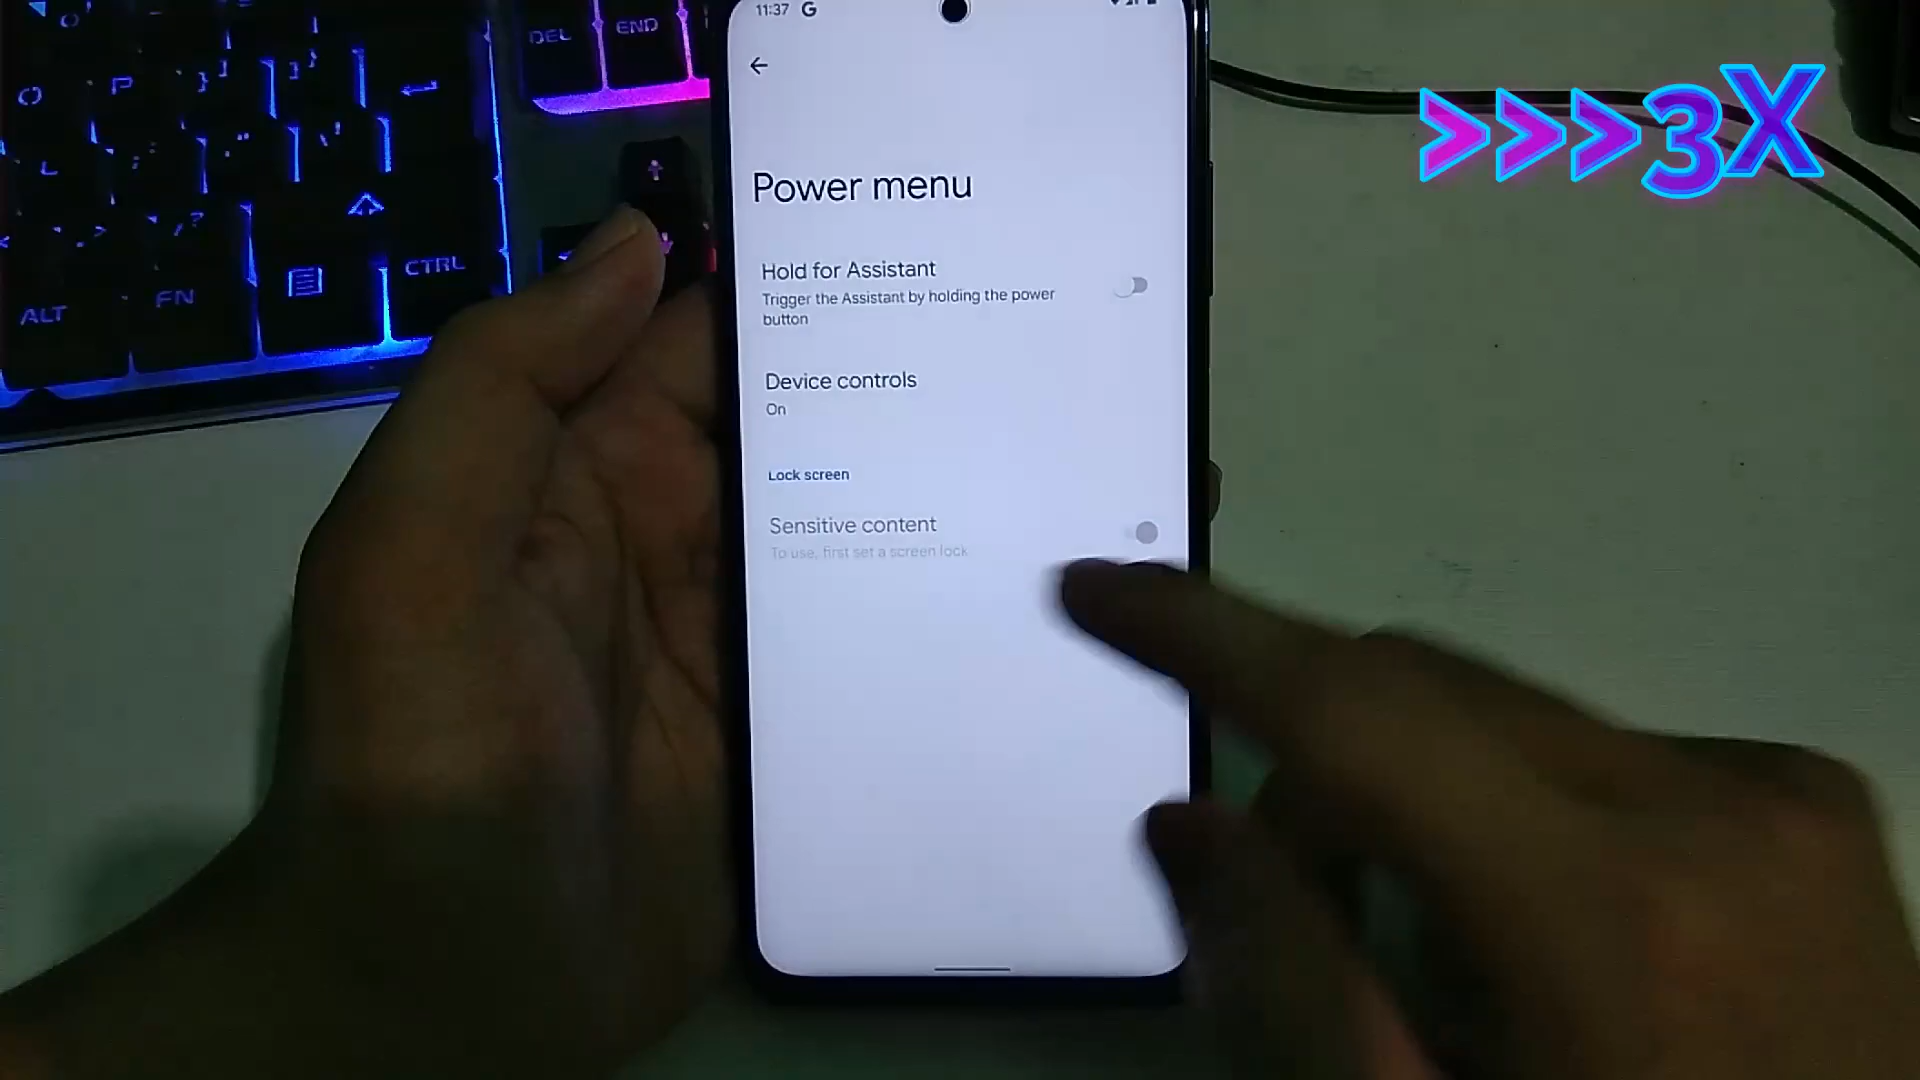 11:37 G
>>>3X
Power menu
Hold for Assistant
Trigger the Assistant by holding the power
button
Device controls
On
Lock screen
Sensitive content
To use, first set a screen lock
DEL
END
O
P
L
CTRL
ALT
FN